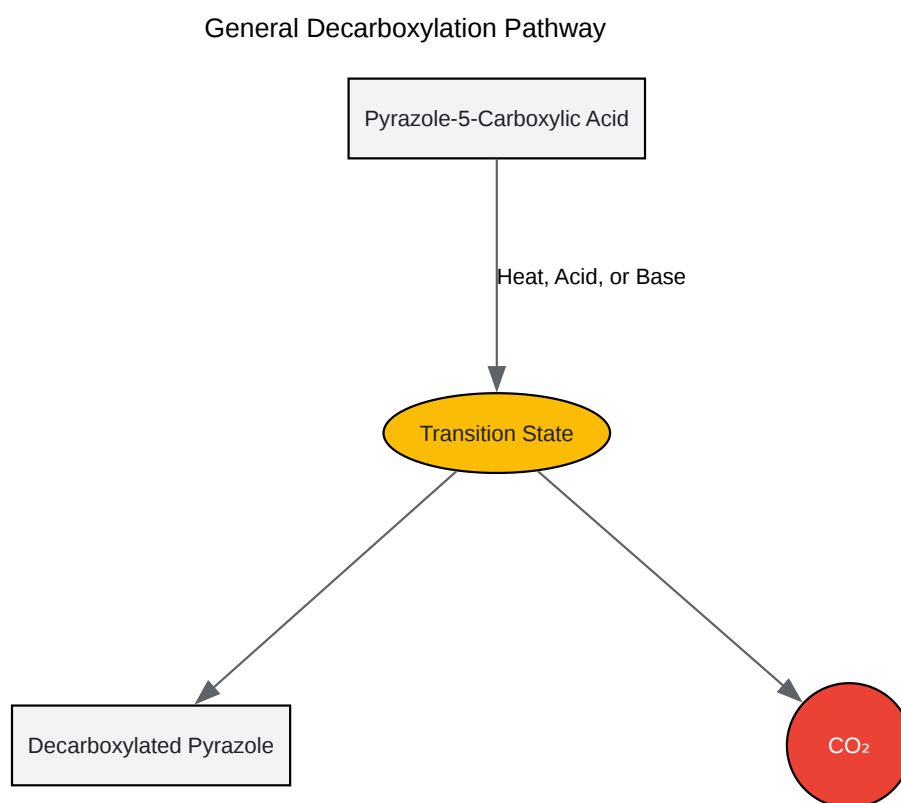 General Decarboxylation Pathway
Pyrazole-5-Carboxylic Acid
Heat, Acid, or Base
Transition State
Decarboxylated Pyrazole
CO₂